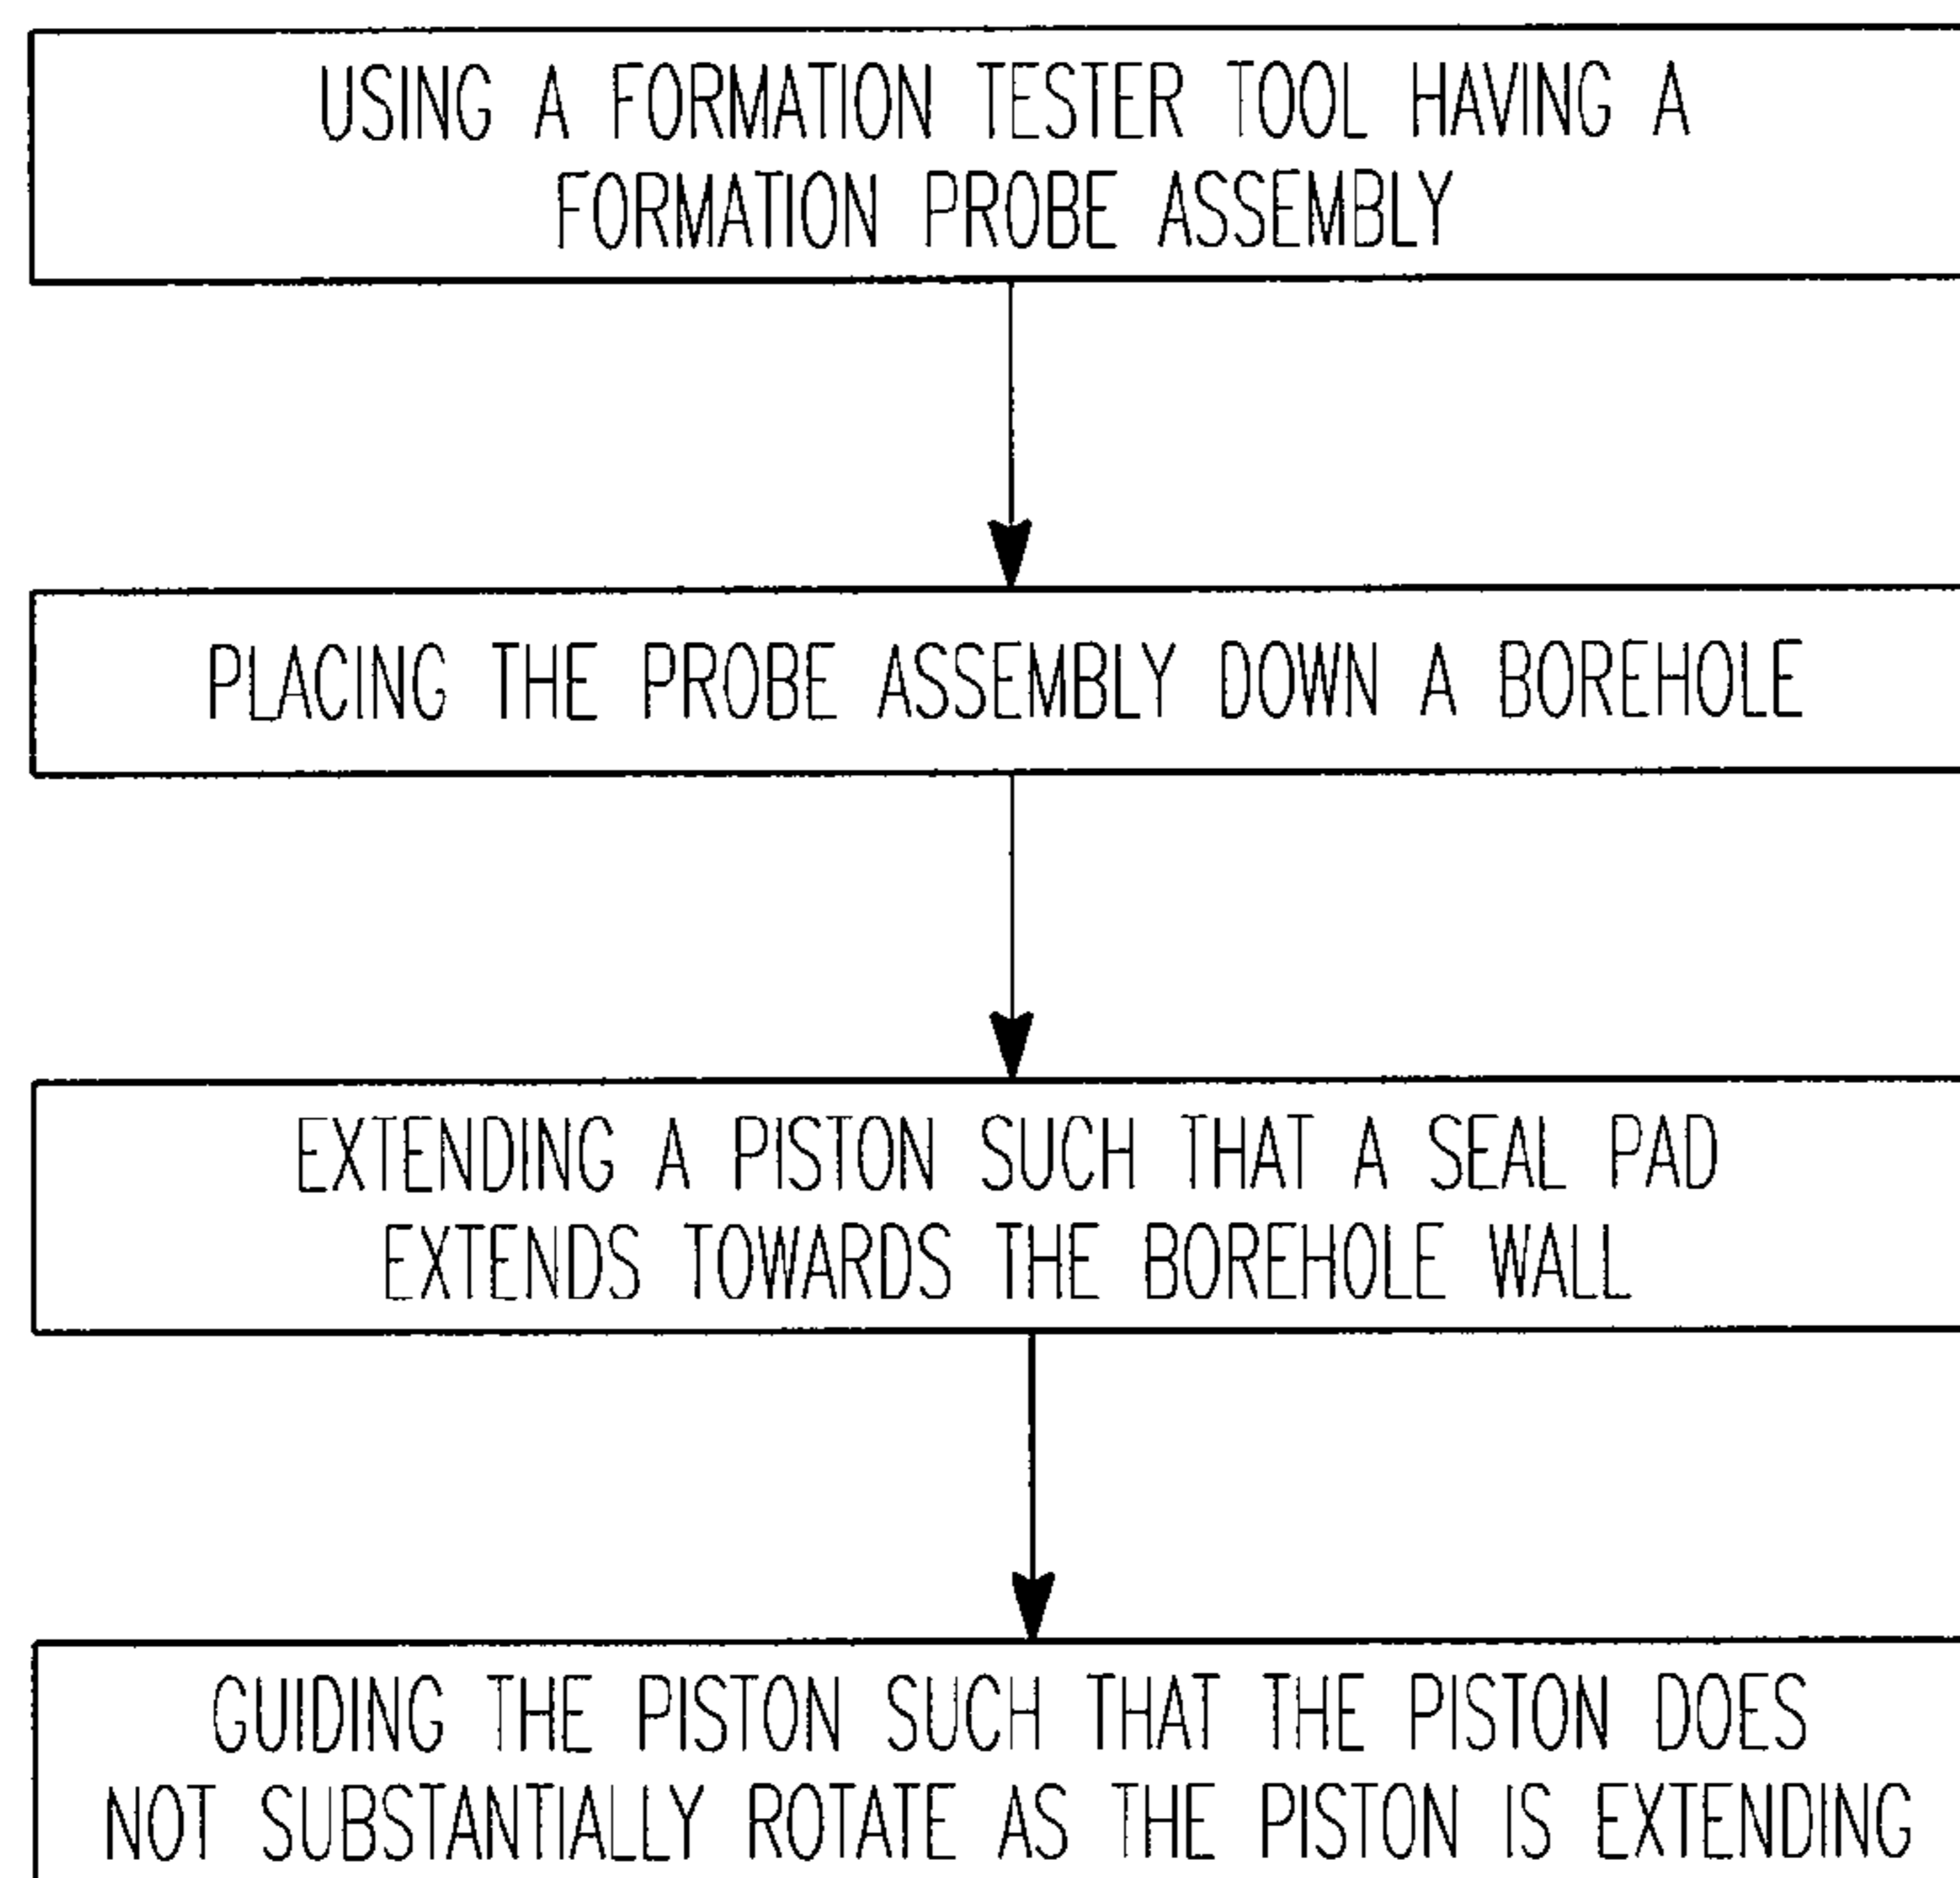 USING A FORMATION TESTER TOOL HAVING A
FORMATION PROBE ASSEMBLY
PLACING THE PROBE ASSEMBLY DOWN A BOREHOLE
EXTENDING A PISTON SUCH THAT A SEAL PAD
EXTENDS TOWARDS THE BOREHOLE WALL
GUIDING THE PISTON SUCH THAT THE PISTON DOES
NOT SUBSTANTIALLY ROTATE AS THE PISTON IS EXTENDING